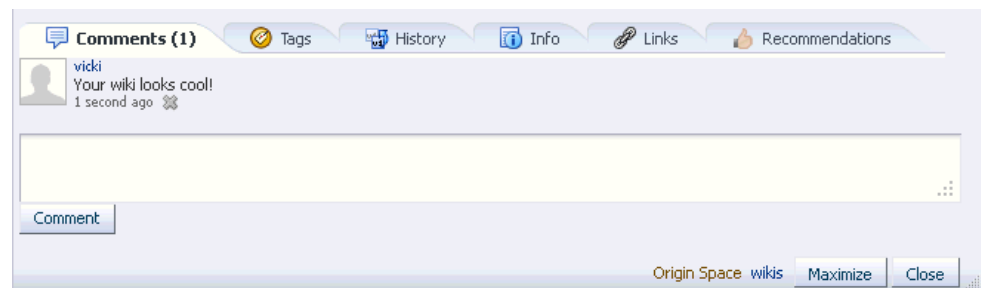 Comments (1) Tags History Info Links Recommendations
vicki
Your wiki looks cool!
1 second ago
Comment
Origin Space wikis Maximize Close